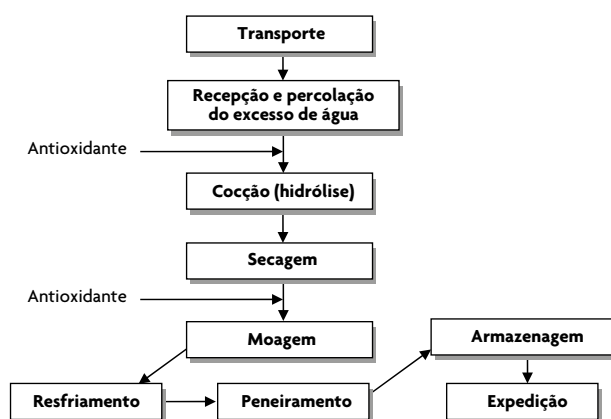 Transporte
Recepção e percolação
do excesso de água
Antioxidante
Cocção (hidrólise)
Secagem
Antioxidante
Moagem
Armazenagem
Resfriamento
Peneiramento
Expedição